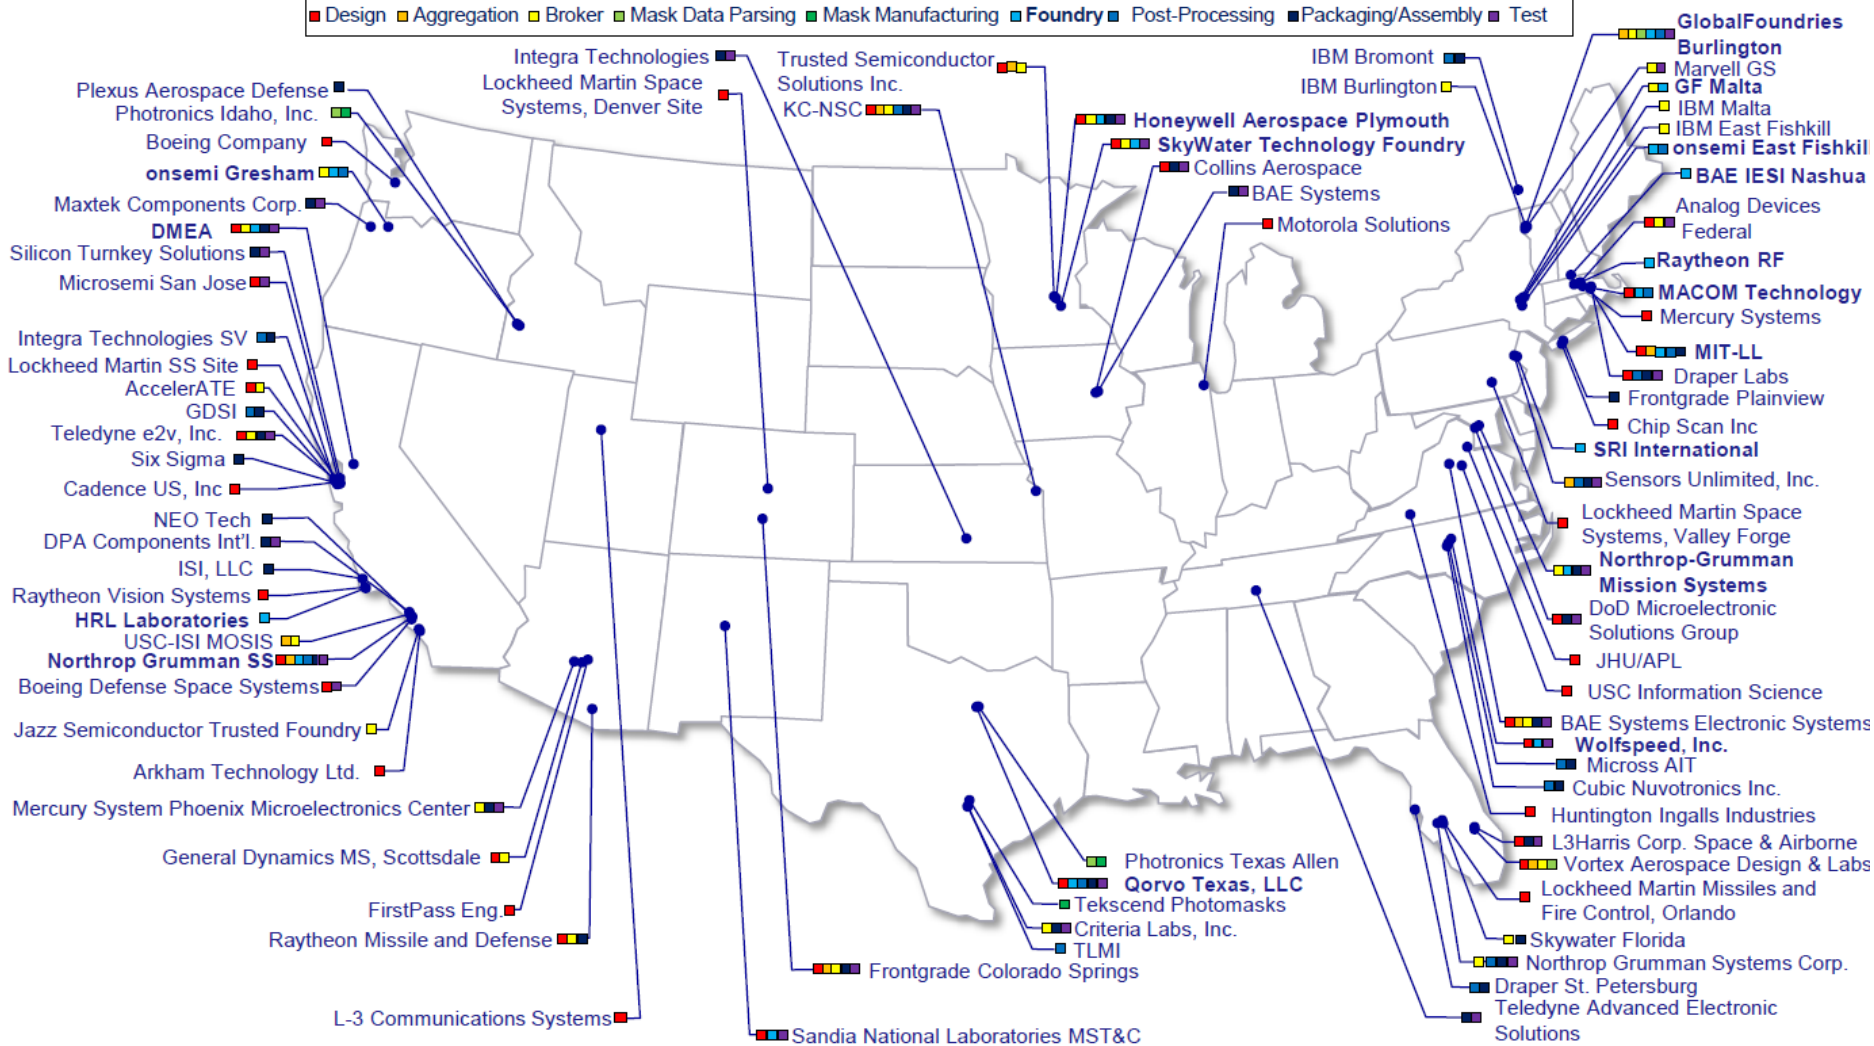 Design Aggregation Broker Mask Data Parsing Mask Manufacturing Foundry Post-Processing Packaging/Assembly Test
Plexus Aerospace Defense
Photronics Idaho, Inc.
Boeing Company
onsemi Gresham
Maxtek Components Corp.
DMEA
Silicon Turnkey Solutions
Microsemi San Jose
Integra Technologies SV
Lockheed Martin SS Site
AccelerATE
GDSI
Teledyne e2v, Inc.
Six Sigma
Cadence US, Inc
NEO Tech
DPA Components Int'l.
ISI, LLC
Raytheon Vision Systems
HRL Laboratories
USC-ISI MOSIS
Northrop Grumman SS
Boeing Defense Space Systems
Jazz Semiconductor Trusted Foundry
Arkham Technology Ltd.
Mercury System Phoenix Microelectronics Center
General Dynamics MS, Scottsdale
FirstPass Eng.
Raytheon Missile and Defense
L-3 Communications Systems
Integra Technologies
Lockheed Martin Space
Systems, Denver Site
Trusted Semiconductor
Solutions Inc.
KC-NSC
Honeywell Aerospace Plymouth
SkyWater Technology Foundry
Collins Aerospace
BAE Systems
Motorola Solutions
IBM Bromont
IBM Burlington
GlobalFoundries
Burlington
Marvell GS
GF Malta
IBM Malta
IBM East Fishkill
onsemi East Fishkill
BAE IESI Nashua
Analog Devices
Federal
Raytheon RF
MACOM Technology
Mercury Systems
MIT-LL
Draper Labs
Frontgrade Plainview
Chip Scan Inc
SRI International
Sensors Unlimited, Inc.
Lockheed Martin Space
Systems, Valley Forge
Northrop-Grumman
Mission Systems
DoD Microelectronic
Solutions Group
JHU/APL
USC Information Science
BAE Systems Electronic Systems
Wolfspeed, Inc.
Micross AIT
Cubic Nuvotronics Inc.
Huntington Ingalls Industries
L3Harris Corp. Space & Airborne
Vortex Aerospace Design & Labs
Lockheed Martin Missiles and
Fire Control, Orlando
Skywater Florida
Northrop Grumman Systems Corp.
Draper St. Petersburg
Teledyne Advanced Electronic
Solutions
Photronics Texas Allen
Qorvo Texas, LLC
Tekscend Photomasks
Criteria Labs, Inc.
TLMI
Frontgrade Colorado Springs
Sandia National Laboratories MST&C